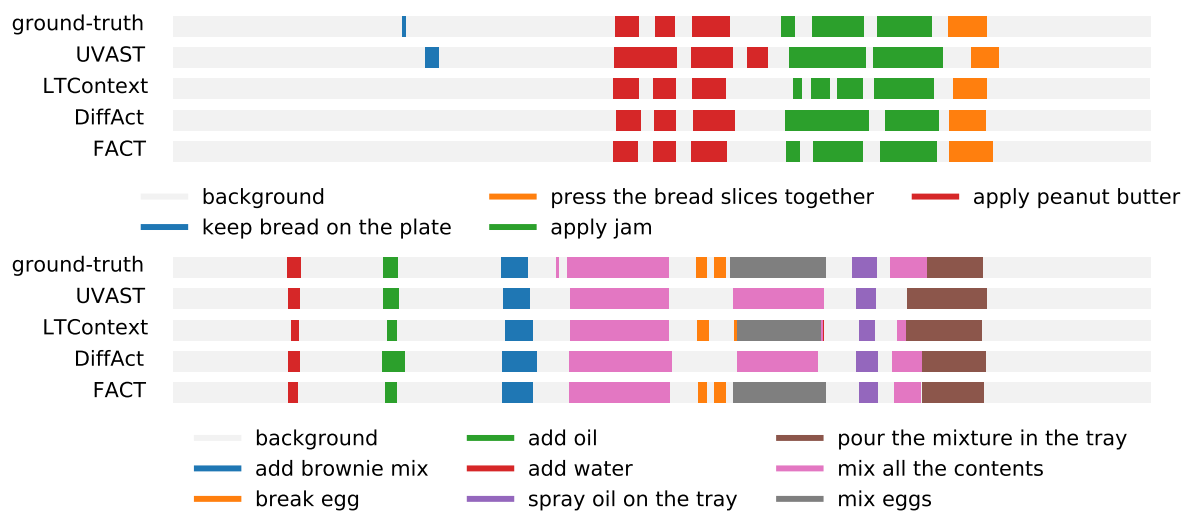 ground-truth
UVAST
LTContext
DiffAct
FACT
background press the bread slices together apply peanut butter
keep bread on the plate apply jam
ground-truth
UVAST
LTContext
DiffAct
FACT
background add oil pour the mixture in the tray
add brownie mix add water mix all the contents
break egg spray oil on the tray mix eggs